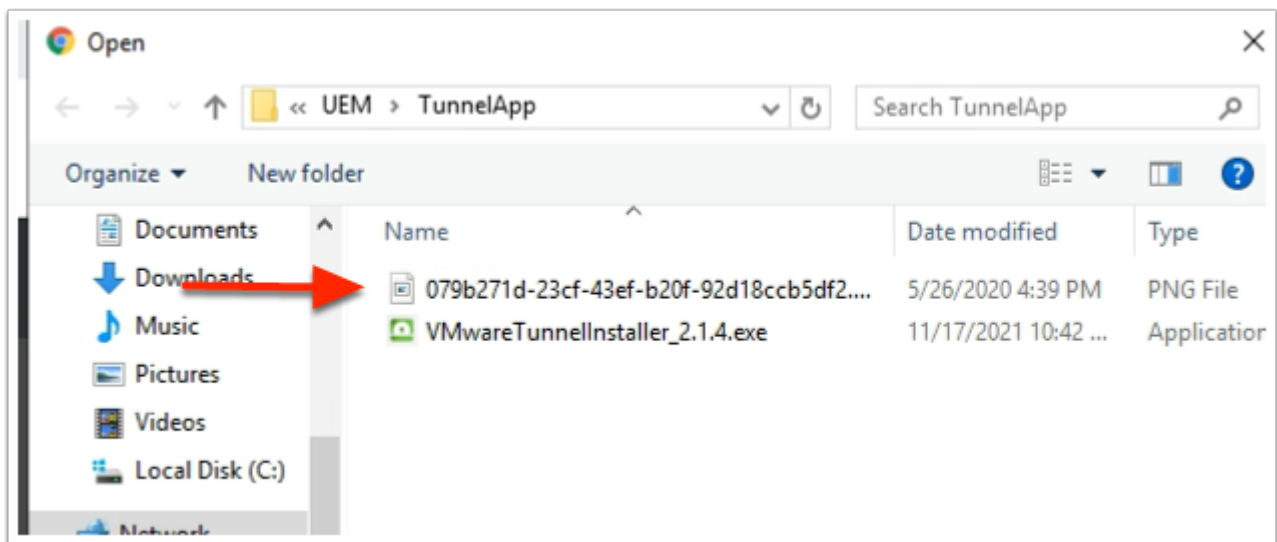 Open
« UEM > TunnelApp
Search TunnelApp
Organize
New folder
Name
Date modified
Type
Documents
Downloads
Music
Pictures
Videos
Local Disk (C:)
Network
079b271d-23cf-43ef-b20f-92d18ccb5df2.... 5/26/2020 4:39 PM PNG File
VMwareTunnelInstaller_2.1.4.exe 11/17/2021 10:42 ... Application